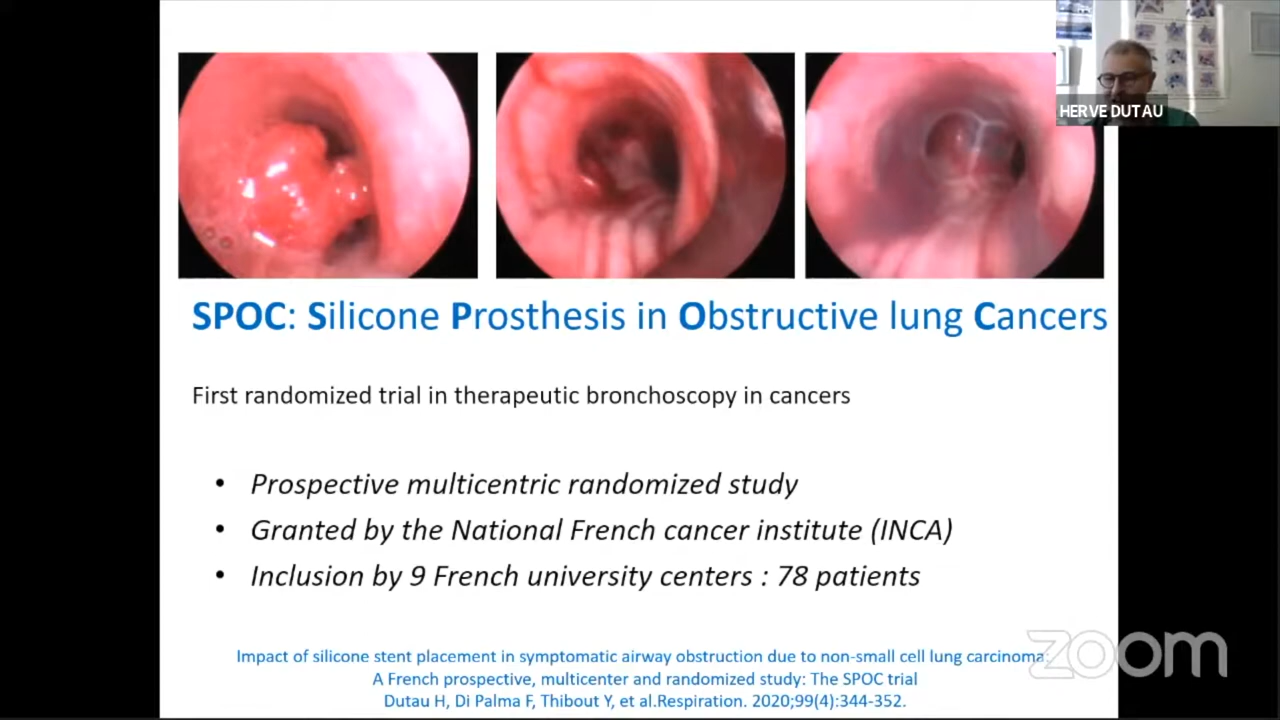 HERVE DUTAU
SPOC: Silicone Prosthesis in Obstructive lung Cancers
First randomized trial in therapeutic bronchoscopy in cancers
• Prospective multicentric randomized study
• Granted by the National French cancer institute (INCA)
• Inclusion by 9 French university centers : 78 patients
Impact of silicone stent placement in symptomatic airway obstruction due to non-small cell lung carcinoma:
A French prospective, multicenter and randomized study: The SPOC trial
Dutau H, Di Palma F, Thibout Y, et al.Respiration. 2020;99(4):344-352.
zoom